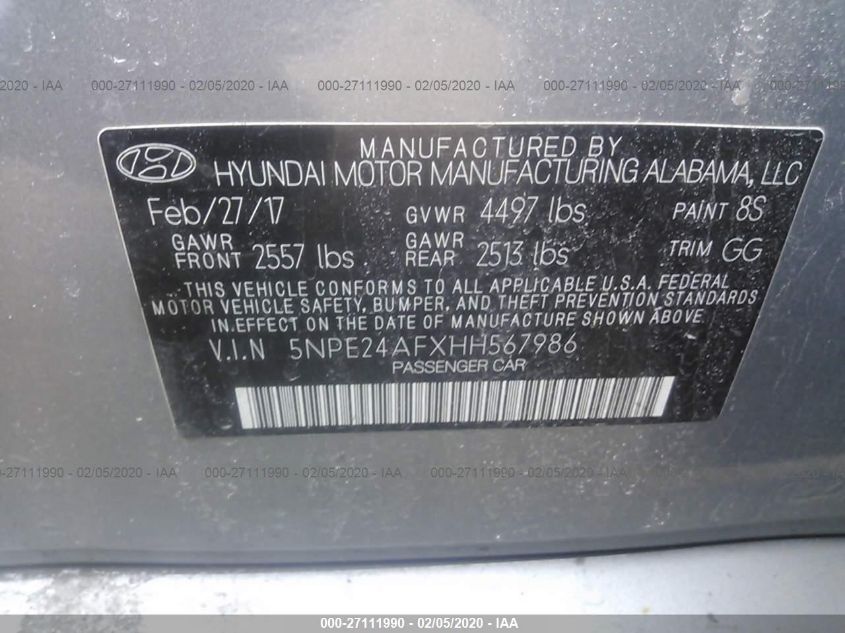 2020 - IAA 000-27111990 - 02/05/2020 - IAA 000-27111990 - 02/05/2020 - IAA 000-27111990 - 02/05/2020 - IAA
MANUFACTURED BY
HYUNDAI MOTOR MANUFACTURING ALABAMA, LLC
Feb/27/17 GVWR 4497 lbs PAINT 8S
GAWR FRONT 2557 lbs GAWR REAR 2513 lbs TRIM GG
THIS VEHICLE CONFORMS TO ALL APPLICABLE U.S.A. FEDERAL
MOTOR VEHICLE SAFETY, BUMPER, AND THEFT PREVENTION STANDARDS
IN EFFECT ON THE DATE OF MANUFACTURE SHOWN ABOVE.
V.I.N 5NPE24AFXHH567986
PASSENGER CAR
02/05/2020 - IAA 000-27111990 - 02/05/2020 - IAA 000-27111990 - 02/05/2020 - IAA 000-27111990
000-27111990 - 02/05/2020 - IAA